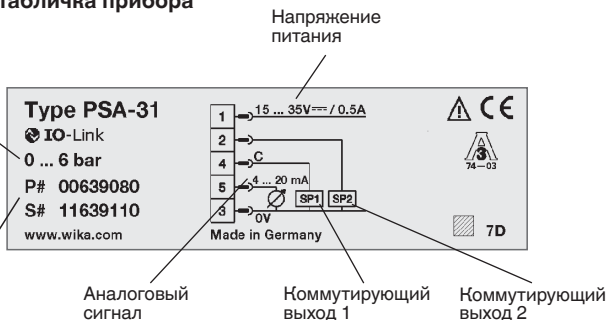 табличка прибора
Напряжение
питания
Type PSA-31
IO-Link
0 ... 6 bar
P# 00639080
S# 11639110
www.wika.com
1
15 ... 35V⎓ / 0.5A
2
4
C
5
4 ... 20 mA
3
0V
SP1
SP2
Made in Germany
CE
3
74–03
7D
Аналоговый
сигнал
Коммутирующий
выход 1
Коммутирующий
выход 2